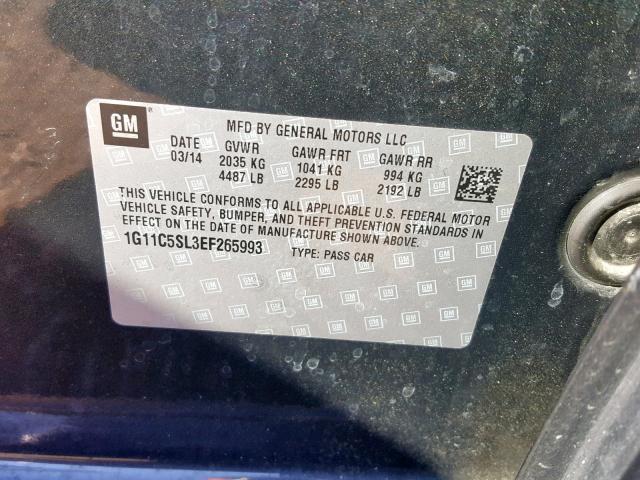 GM
MFD BY GENERAL MOTORS LLC
DATE GVWR GAWR FRT GAWR RR
03/14 2035 KG 1041 KG 994 KG
4487 LB 2295 LB 2192 LB
THIS VEHICLE CONFORMS TO ALL APPLICABLE U.S. FEDERAL MOTOR
VEHICLE SAFETY, BUMPER, AND THEFT PREVENTION STANDARDS IN
EFFECT ON THE DATE OF MANUFACTURE SHOWN ABOVE.
1G11C5SL3EF265993 TYPE: PASS CAR